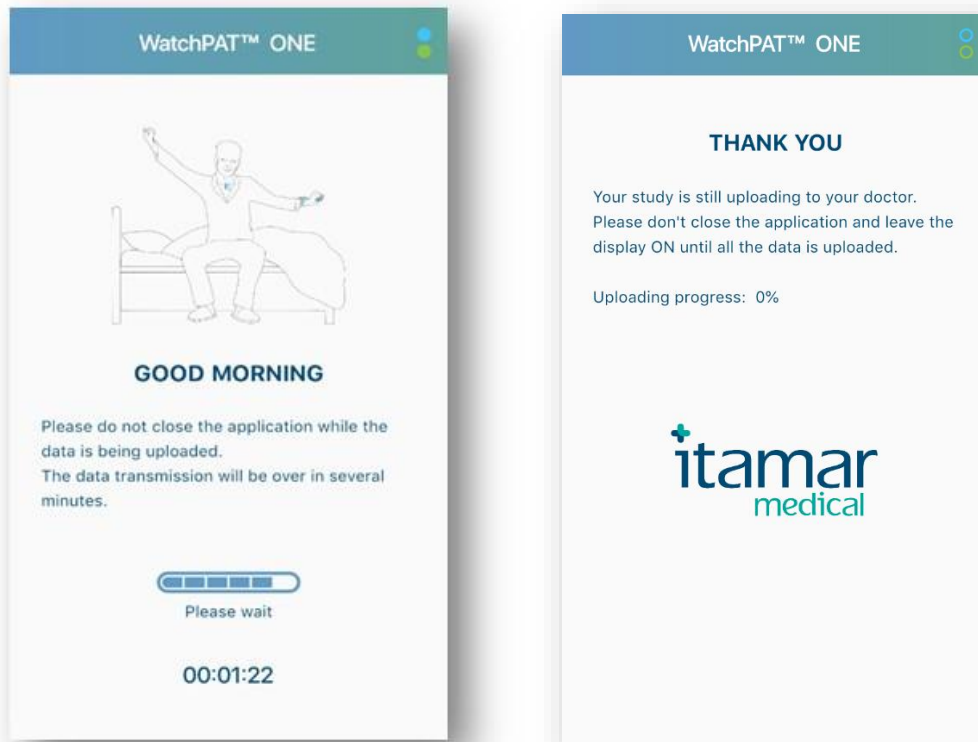 WatchPAT™ ONE
GOOD MORNING
Please do not close the application while the
data is being uploaded.
The data transmission will be over in several
minutes.
Please wait
00:01:22
WatchPAT™ ONE
THANK YOU
Your study is still uploading to your doctor.
Please don't close the application and leave the
display ON until all the data is uploaded.
Uploading progress: 0%
itamar
medical